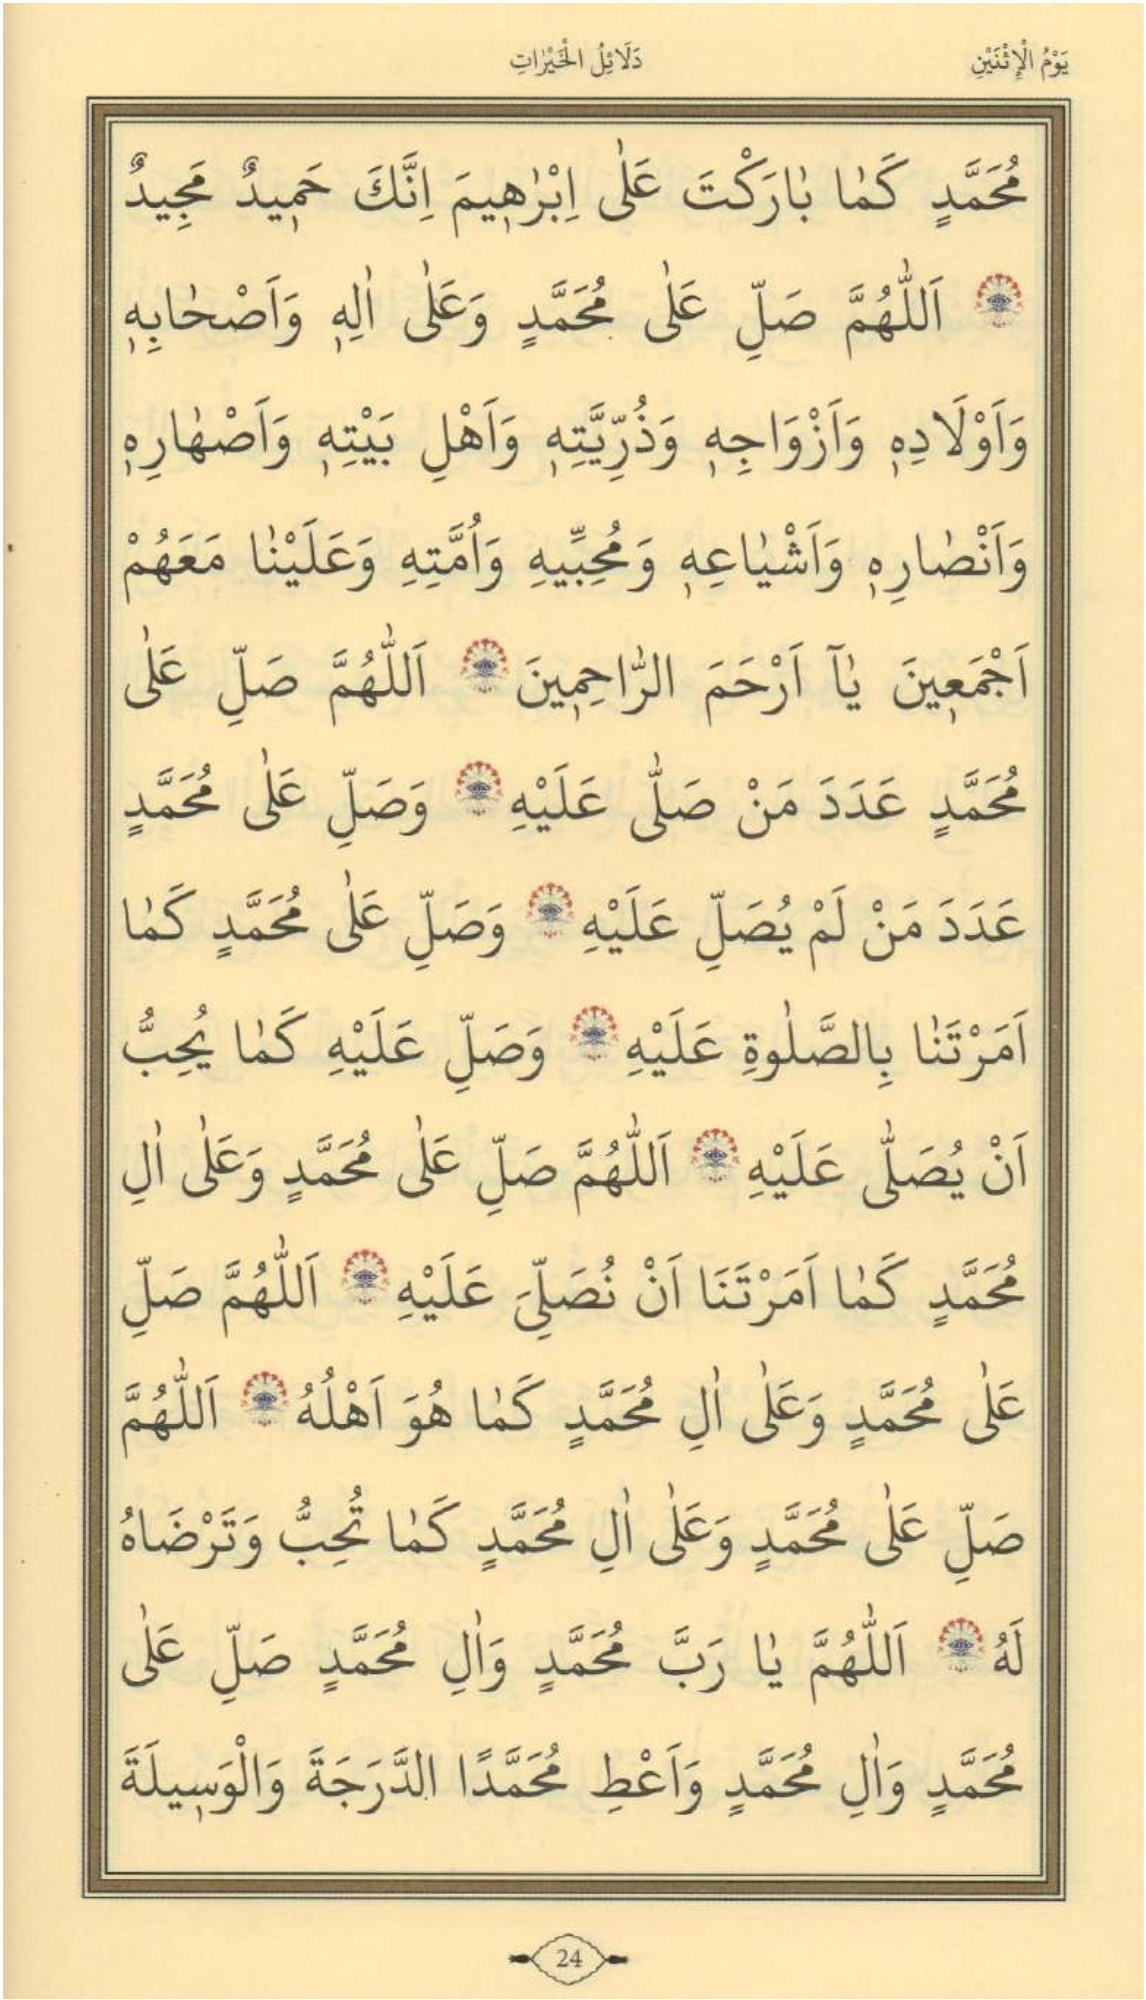 يَوْمُ الْاِثْنَيْنِ
دَلَائِلُ الْخَيْرَاتِ
مُحَمَّدٍ كَمٰا بٰارَكْتَ عَلٰى اِبْرٰهٖيمَ اِنَّكَ حَمٖيدٌ مَجِيدٌ
اَللّٰهُمَّ صَلِّ عَلٰى مُحَمَّدٍ وَعَلٰى اٰلِهٖ وَاَصْحٰابِهٖ
وَاَوْلَادِهٖ وَاَزْوَاجِهٖ وَذُرِّيَّتِهٖ وَاَهْلِ بَيْتِهٖ وَاَصْهٰارِهٖ
وَاَنْصٰارِهٖ وَاَشْيٰاعِهٖ وَمُحِبِّيهِ وَاُمَّتِهِ وَعَلَيْنٰا مَعَهُمْ
اَجْمَعٖينَ يٰآ اَرْحَمَ الرّٰاحِمٖينَ اَللّٰهُمَّ صَلِّ عَلٰى
مُحَمَّدٍ عَدَدَ مَنْ صَلّٰى عَلَيْهِ وَصَلِّ عَلٰى مُحَمَّدٍ
عَدَدَ مَنْ لَمْ يُصَلِّ عَلَيْهِ وَصَلِّ عَلٰى مُحَمَّدٍ كَمٰا
اَمَرْتَنٰا بِالصَّلٰوةِ عَلَيْهِ وَصَلِّ عَلَيْهِ كَمٰا يُحِبُّ
اَنْ يُصَلّٰى عَلَيْهِ اَللّٰهُمَّ صَلِّ عَلٰى مُحَمَّدٍ وَعَلٰى اٰلِ
مُحَمَّدٍ كَمٰا اَمَرْتَنَا اَنْ نُصَلِّىَ عَلَيْهِ اَللّٰهُمَّ صَلِّ
عَلٰى مُحَمَّدٍ وَعَلٰى اٰلِ مُحَمَّدٍ كَمٰا هُوَ اَهْلُهُ اَللّٰهُمَّ
صَلِّ عَلٰى مُحَمَّدٍ وَعَلٰى اٰلِ مُحَمَّدٍ كَمٰا تُحِبُّ وَتَرْضَاهُ
لَهُ اَللّٰهُمَّ يٰا رَبَّ مُحَمَّدٍ وَاٰلِ مُحَمَّدٍ صَلِّ عَلٰى
مُحَمَّدٍ وَاٰلِ مُحَمَّدٍ وَاَعْطِ مُحَمَّدًا الدَّرَجَةَ وَالْوَسٖيلَةَ
24